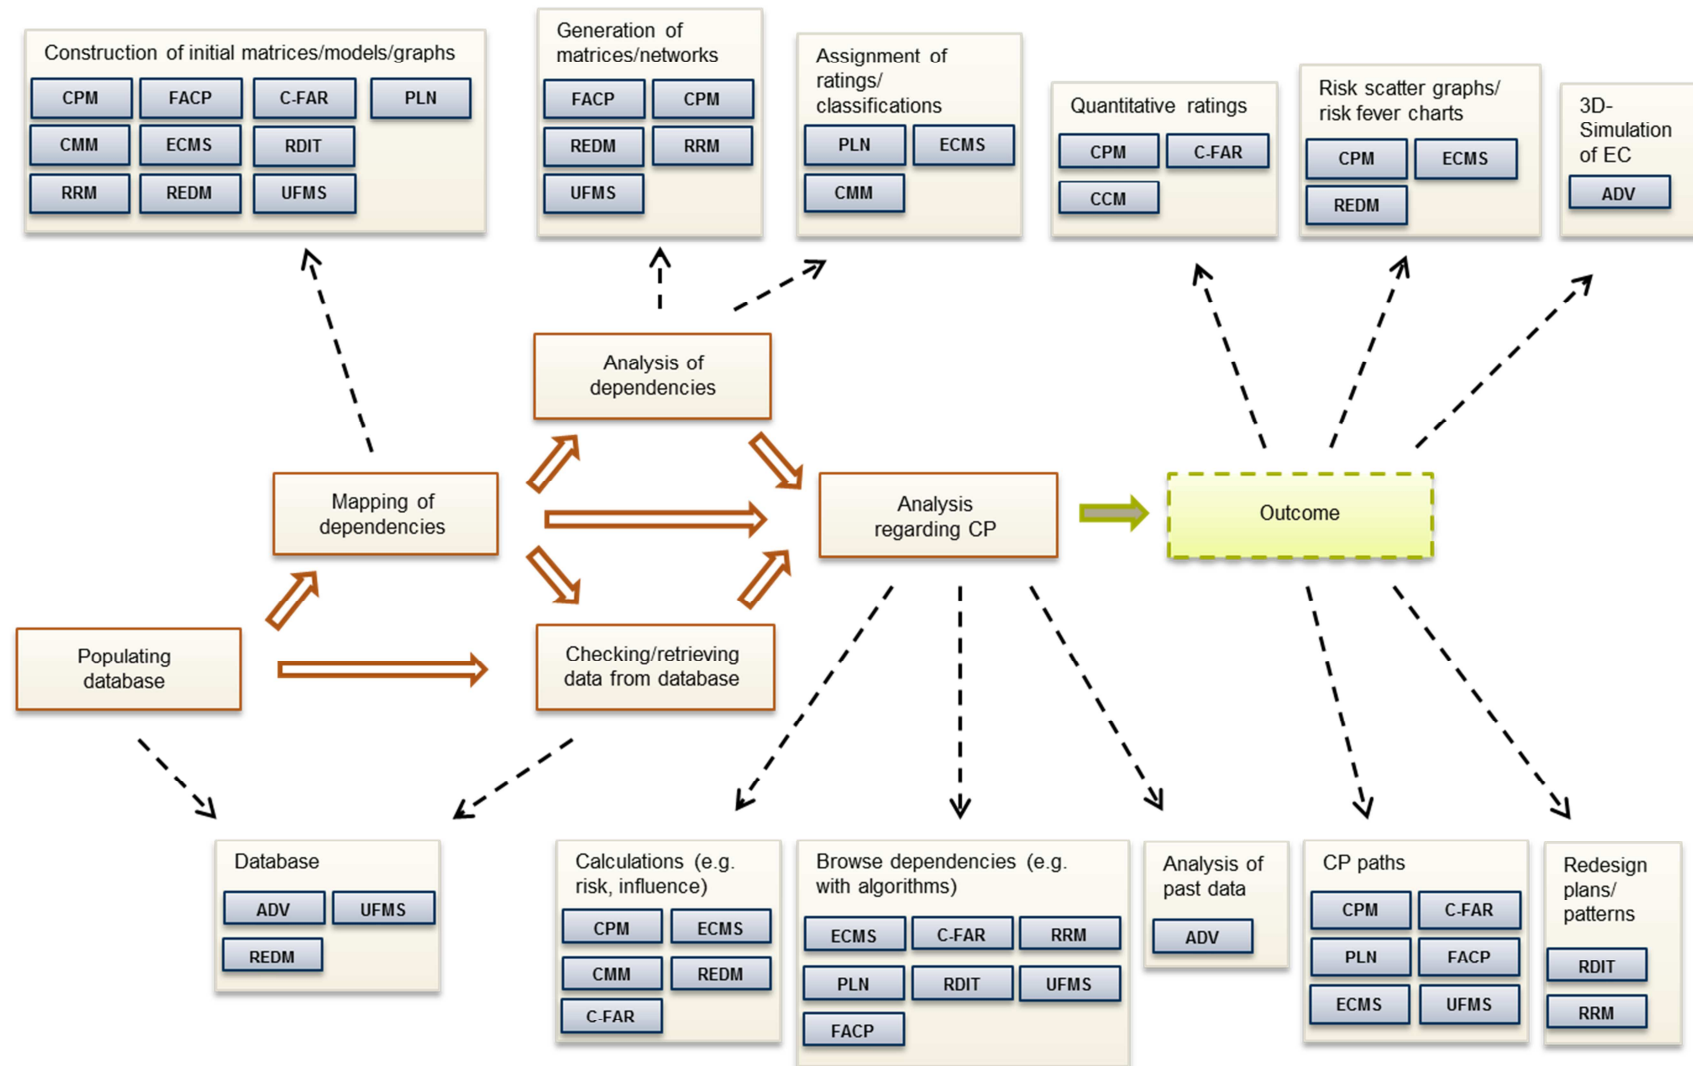 Construction of initial matrices/models/graphs
CPM FACP C-FAR PLN
CMM ECMS RDIT
RRM REDM UFMS
Generation of
matrices/networks
FACP CPM
REDM RRM
UFMS
Assignment of
ratings/
classifications
PLN ECMS
CMM
Quantitative ratings
CPM C-FAR
CCM
Risk scatter graphs/
risk fever charts
CPM ECMS
REDM
3D-
Simulation
of EC
ADV
Analysis of
dependencies
Mapping of
dependencies
Analysis
regarding CP
Outcome
Populating
database
Checking/retrieving
data from database
Database
ADV UFMS
REDM
Calculations (e.g.
risk, influence)
CPM ECMS
CMM REDM
C-FAR
Browse dependencies (e.g.
with algorithms)
ECMS C-FAR RRM
PLN RDIT UFMS
FACP
Analysis of
past data
ADV
CP paths
CPM C-FAR
PLN FACP
ECMS UFMS
Redesign
plans/
patterns
RDIT
RRM